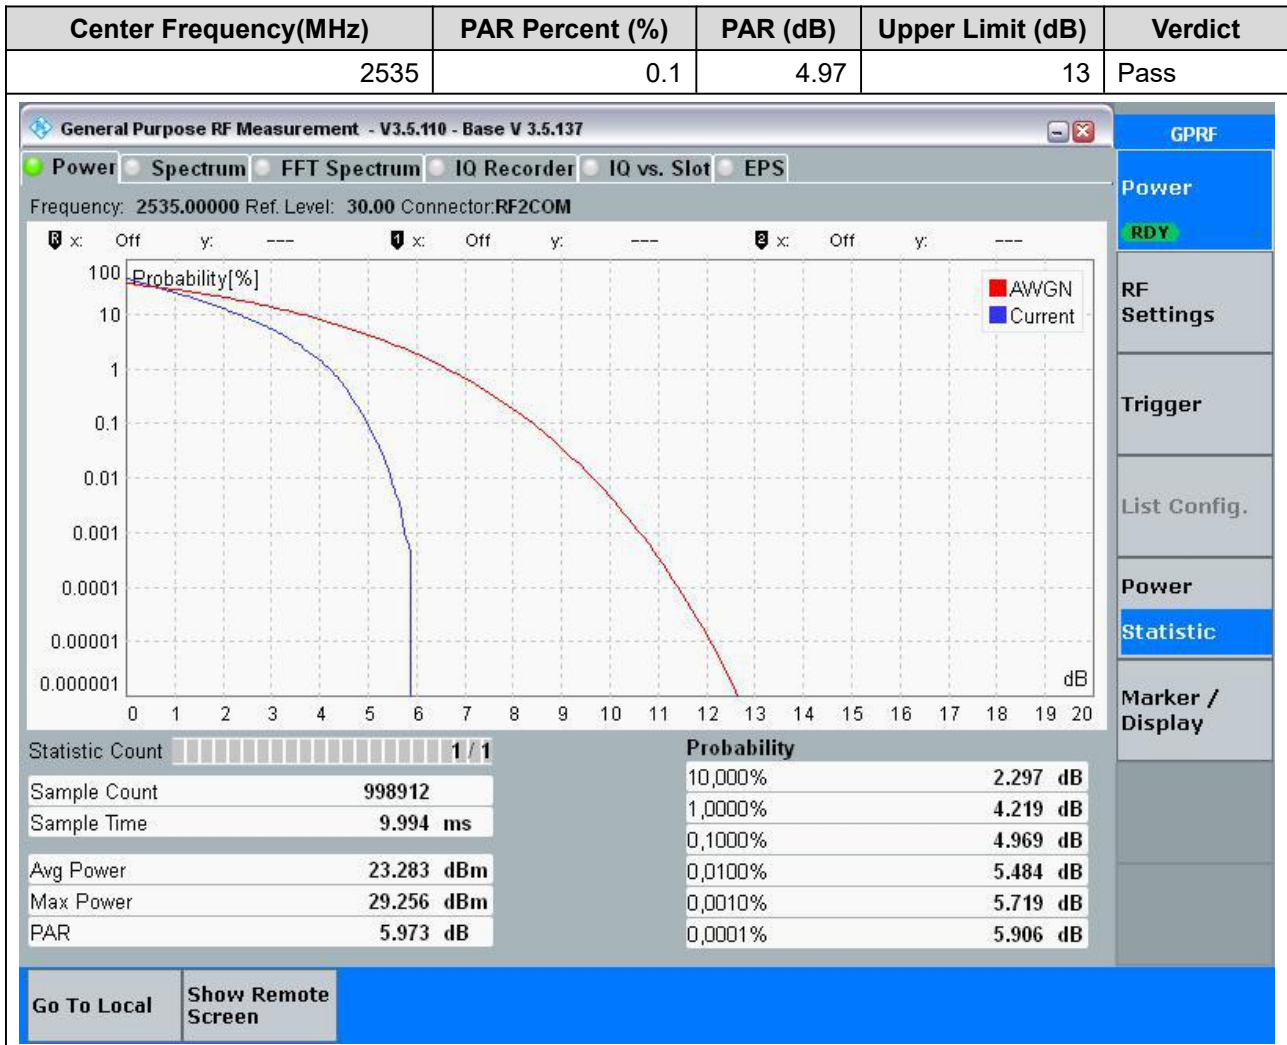 Center Frequency(MHz) PAR Percent (%) PAR (dB) Upper Limit (dB) Verdict
2535 0.1 4.97 13 Pass
General Purpose RF Measurement - V3.5.110 - Base V 3.5.137
GPRF
Power Spectrum FFT Spectrum IQ Recorder IQ vs. Slot EPS
Frequency: 2535.00000 Ref. Level: 30.00 Connector:RF2COM
R x: Off y: --- 1 x: Off y: --- 2 x: Off y: ---
Power
RDY
RF
Settings
Trigger
List Config.
Power
Statistic
Marker /
Display
Probability[%]
AWGN
Current
100
10
1
0.1
0.01
0.001
0.0001
0.00001
0.000001
dB
0 1 2 3 4 5 6 7 8 9 10 11 12 13 14 15 16 17 18 19 20
Statistic Count 1 / 1
Sample Count 998912
Sample Time 9.994 ms
Avg Power 23.283 dBm
Max Power 29.256 dBm
PAR 5.973 dB
Probability
10,000% 2.297 dB
1,0000% 4.219 dB
0,1000% 4.969 dB
0,0100% 5.484 dB
0,0010% 5.719 dB
0,0001% 5.906 dB
Go To Local
Show Remote
Screen